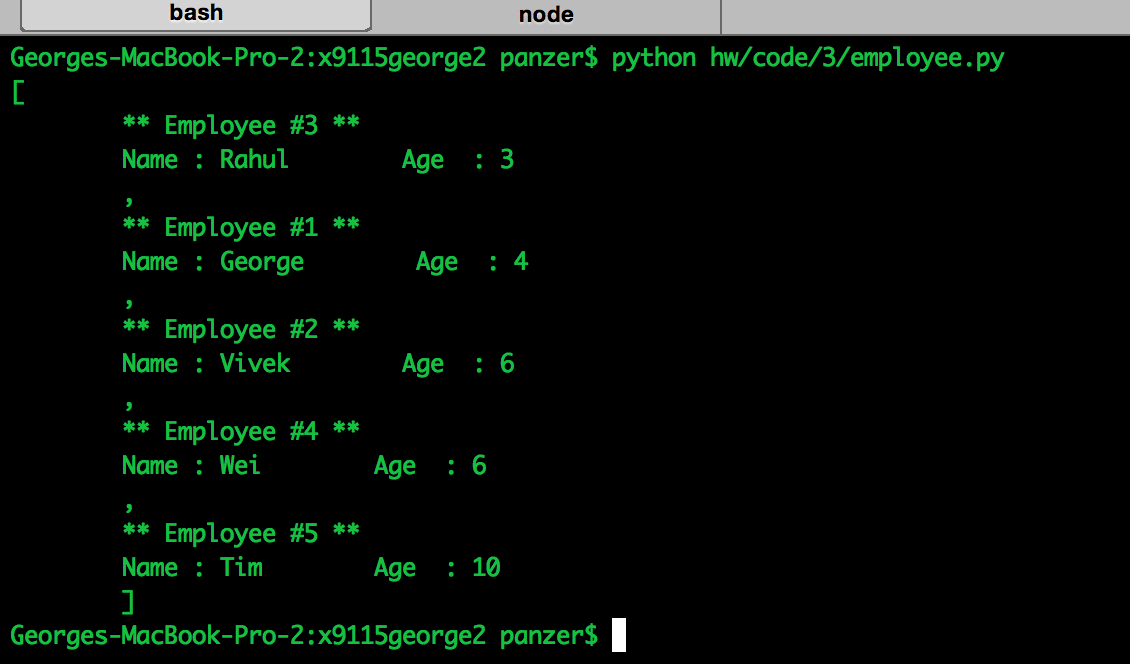 bash node
Georges-MacBook-Pro-2:x9115george2 panzer$ python hw/code/3/employee.py
[
** Employee #3 **
Name : Rahul        Age  : 3
,
** Employee #1 **
Name : George        Age  : 4
,
** Employee #2 **
Name : Vivek        Age  : 6
,
** Employee #4 **
Name : Wei        Age  : 6
,
** Employee #5 **
Name : Tim        Age  : 10
]
Georges-MacBook-Pro-2:x9115george2 panzer$